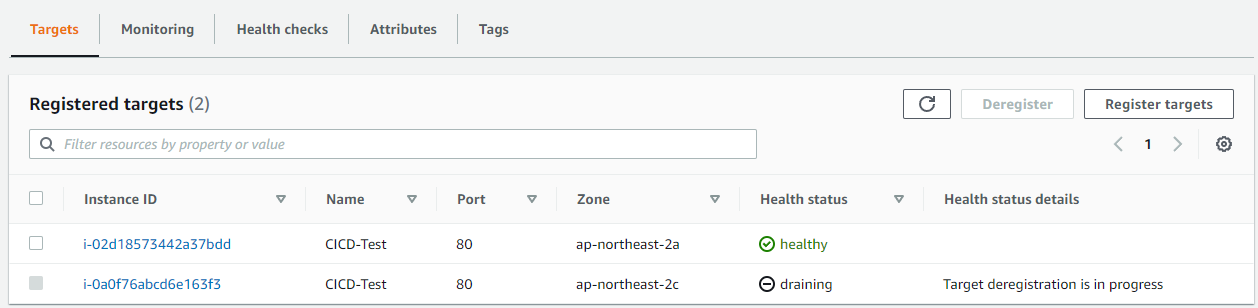 Targets Monitoring Health checks Attributes Tags
Registered targets (2) Deregister Register targets
Filter resources by property or value 1
Instance ID Name Port Zone Health status Health status details
i-02d18573442a37bdd CICD-Test 80 ap-northeast-2a healthy
i-0a0f76abcd6e163f3 CICD-Test 80 ap-northeast-2c draining Target deregistration is in progress